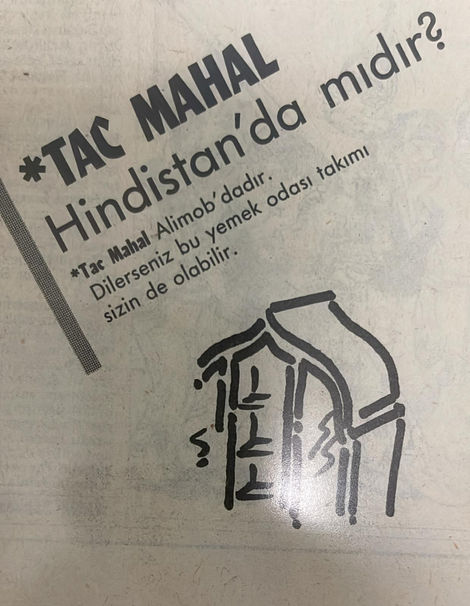 *TAC MAHAL
Hindistan'da mıdır?
*Tac Mahal Alimob'dadır.
Dilerseniz bu yemek odası takımı
sizin de olabilir.